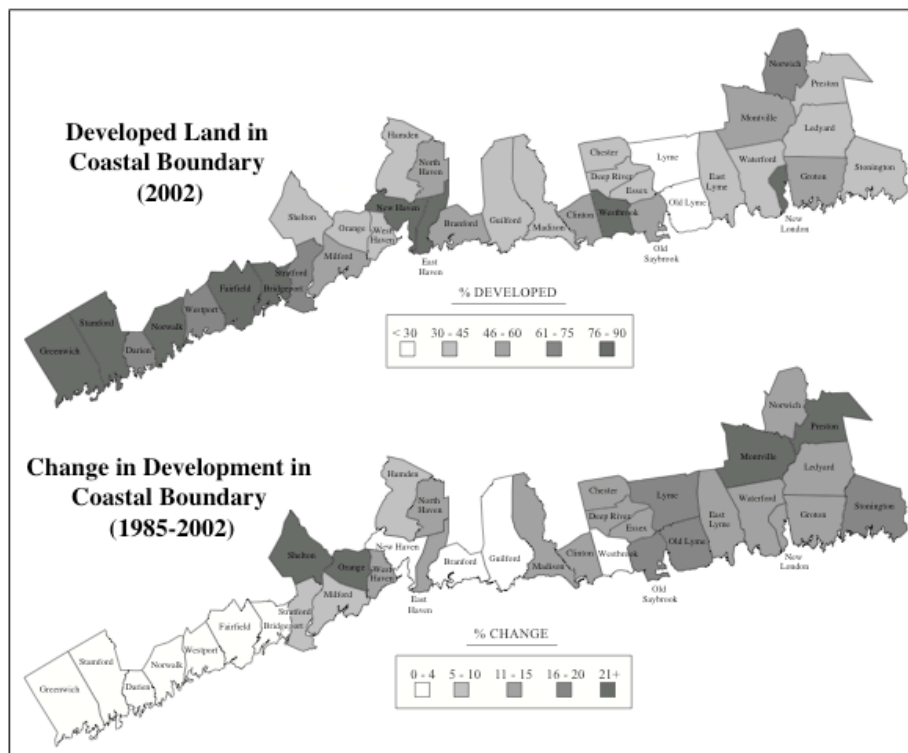 Developed Land in
Coastal Boundary
(2002)
Norwich
Preston
Montville
Ledyard
Hamden
North
Haven
Chester
Lyme
Deep River
Essex
East
Lyme
Waterford
Groton
Stonington
Shelton
Orange
New Haven
West
Haven
Branford
Guilford
Madison
Clinton
Westbrook
Old Lyme
New
London
Old
Saybrook
East
Haven
Milford
Stratford
Bridgeport
Fairfield
Westport
Norwalk
Darien
Stamford
Greenwich
% DEVELOPED
< 30 30 - 45 46 - 60 61 - 75 76 - 90
Change in Development in
Coastal Boundary
(1985-2002)
Norwich
Preston
Montville
Ledyard
Hamden
North
Haven
Chester
Lyme
Deep River
Essex
East
Lyme
Waterford
Groton
Stonington
Shelton
Orange
New Haven
West
Haven
Branford
Guilford
Madison
Clinton
Westbrook
Old Lyme
New
London
Old
Saybrook
East
Haven
Milford
Stratford
Bridgeport
Fairfield
Westport
Norwalk
Darien
Stamford
Greenwich
% CHANGE
0 - 4 5 - 10 11 - 15 16 - 20 21+